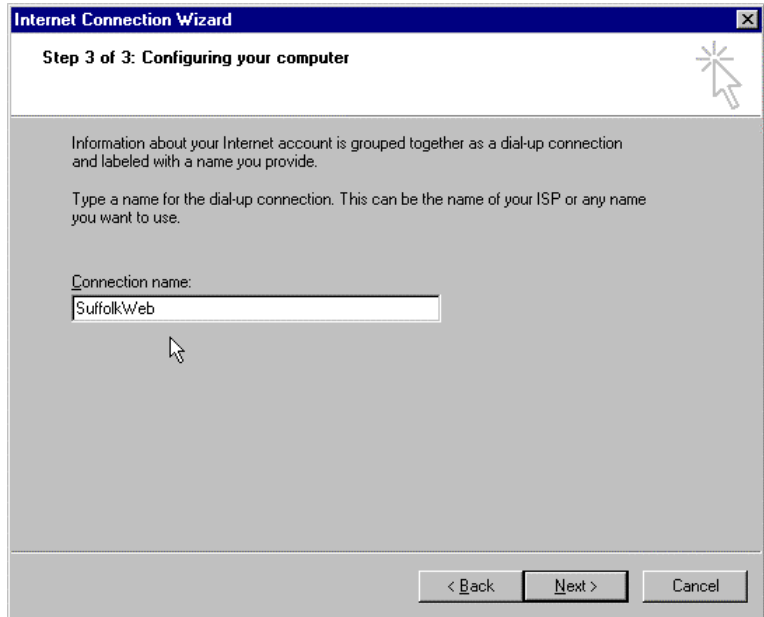 Internet Connection Wizard
Step 3 of 3: Configuring your computer
Information about your Internet account is grouped together as a dial-up connection
and labeled with a name you provide.
Type a name for the dial-up connection. This can be the name of your ISP or any name
you want to use.
Connection name:
SuffolkWeb
< Back Next > Cancel